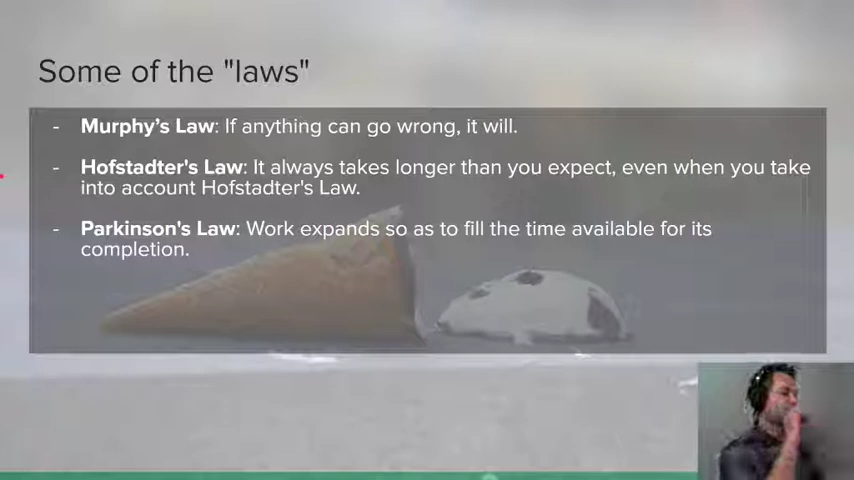 Some of the "laws"
- Murphy’s Law: If anything can go wrong, it will.
- Hofstadter's Law: It always takes longer than you expect, even when you take
into account Hofstadter's Law.
- Parkinson's Law: Work expands so as to fill the time available for its
completion.